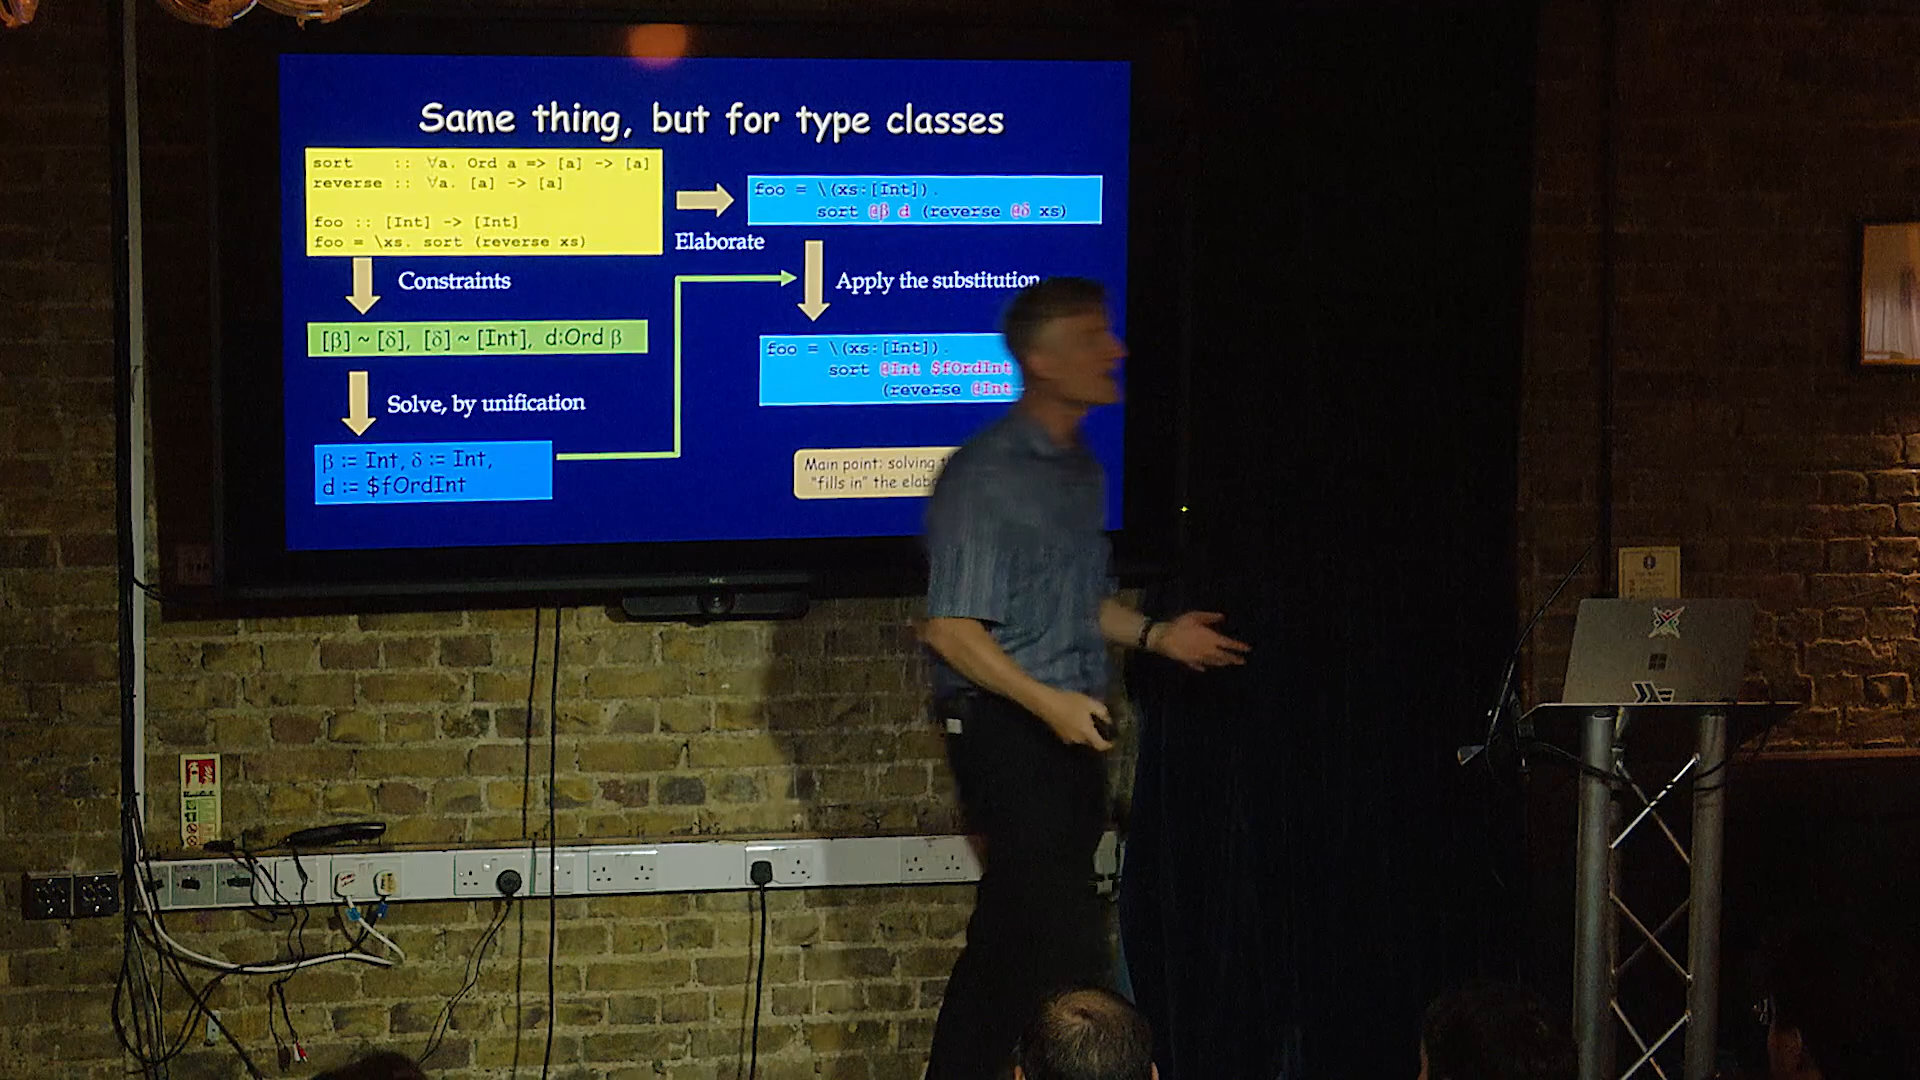 Same thing, but for type classes
sort :: ∀a. Ord a => [a] -> [a]
reverse :: ∀a. [a] -> [a]
foo :: [Int] -> [Int]
foo = \xs. sort (reverse xs)
Elaborate
foo = \(xs:[Int]).
sort @β d (reverse @δ xs)
Constraints
Apply the substitution
[β] ~ [δ], [δ] ~ [Int], d:Ord β
foo = \(xs:[Int]).
sort @Int $fOrdInt
(reverse @Int
Solve, by unification
β := Int, δ := Int,
d := $fOrdInt
Main point: solving
"fills in" the
NEC